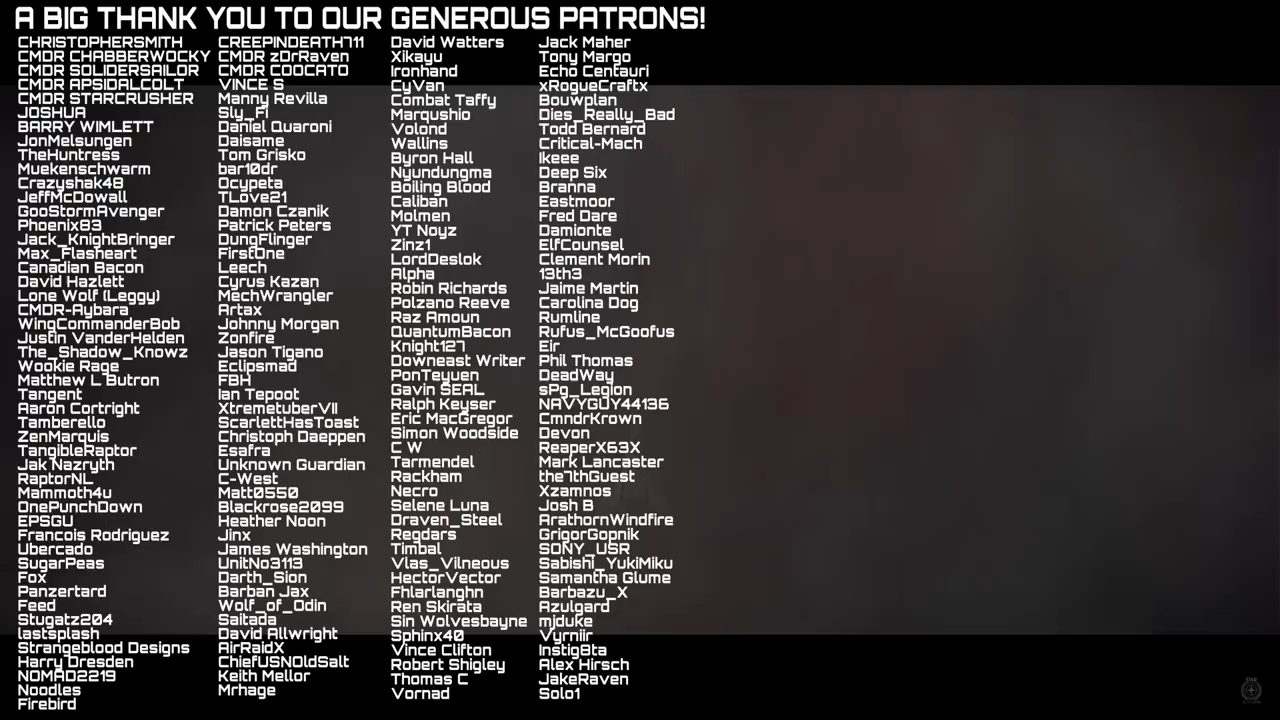 A BIG THANK YOU TO OUR GENEROUS PATRONS!
CHRISTOPHERSMITH
CMDR CHABBERWOCKY
CMDR SOLIDERSAILOR
CMDR APSIDALCOLT
CMDR STARCRUSHER
JOSHUA
BARRY WIMLETT
JonMelsungen
TheHuntress
Muekenschwarm
Crazyshak48
JeffMcDowall
GooStormAvenger
Phoenix83
Jack_KnightBringer
Max_Flasheart
Canadian Bacon
David Hazlett
Lone Wolf (Leggy)
CMDR-Aybara
WingCommanderBob
Justin VanderHelden
The_Shadow_Knowz
Wookie Rage
Matthew L Butron
Tangent
Aaron Cortright
Tamberello
ZenMarquis
TangibleRaptor
Jak Nazryth
RaptorNL
Mammoth4u
OnePunchDown
EPSGU
Francois Rodriguez
Ubercado
SugarPeas
Fox
Panzertard
Feed
Stugatz204
lastsplash
Strangeblood Designs
Harry Dresden
NOMAD2219
Noodles
Firebird
CREEPINDEATH711
CMDR zDrRaven
CMDR COOCATO
VINCE S
Manny Revilla
Sly_Fi
Daniel Quaroni
Daisame
Tom Grisko
bar10dr
Ocypeta
TLove21
Damon Czanik
Patrick Peters
DungFlinger
FirstOne
Leech
Cyrus Kazan
MechWrangler
Artax
Johnny Morgan
Zonfire
Jason Tigano
Eclipsmad
FBH
Ian Tepoot
XtremetuberVII
ScarlettHasToast
Christoph Daeppen
Esafra
Unknown Guardian
C-West
Matt0550
Blackrose2099
Heather Noon
Jinx
James Washington
UnitNo3113
Darth_Sion
Barban Jax
Wolf_of_Odin
Saitada
David Allwright
AirRaidX
ChiefUSNOldSalt
Keith Mellor
Mrhage
David Watters
Xikayu
Ironhand
CyVan
Combat Taffy
Marqushio
Volond
Wallins
Byron Hall
Nyundungma
Boiling Blood
Caliban
Molmen
YT Noyz
Zinz1
LordDeslok
Alpha
Robin Richards
Polzano Reeve
Raz Amoun
QuantumBacon
Knight127
Downeast Writer
PonTeyuen
Gavin SEAL
Ralph Keyser
Eric MacGregor
Simon Woodside
C W
Tarmendel
Rackham
Necro
Selene Luna
Draven_Steel
Regdars
Timbal
Vlas_Vilneous
HectorVector
Fhlarlanghn
Ren Skirata
Sin Wolvesbayne
Sphinx40
Vince Clifton
Robert Shigley
Thomas C
Vornad
Jack Maher
Tony Margo
Echo Centauri
xRogueCraftx
Bouwplan
Dies_Really_Bad
Todd Bernard
Critical-Mach
Ikeee
Deep Six
Branna
Eastmoor
Fred Dare
Damionte
ElfCounsel
Clement Morin
13th3
Jaime Martin
Carolina Dog
Rumline
Rufus_McGoofus
Eir
Phil Thomas
DeadWay
sPg_Legion
NAVYGUY44136
CmndrKrown
Devon
ReaperX63X
Mark Lancaster
the7thGuest
Xzamnos
Josh B
ArathornWindfire
GrigorGopnik
SONY_USR
Sabishi_YukiMiku
Samantha Glume
Barbazu_X
Azulgard
mjduke
Vyrniir
Instig8ta
Alex Hirsch
JakeRaven
Solo1